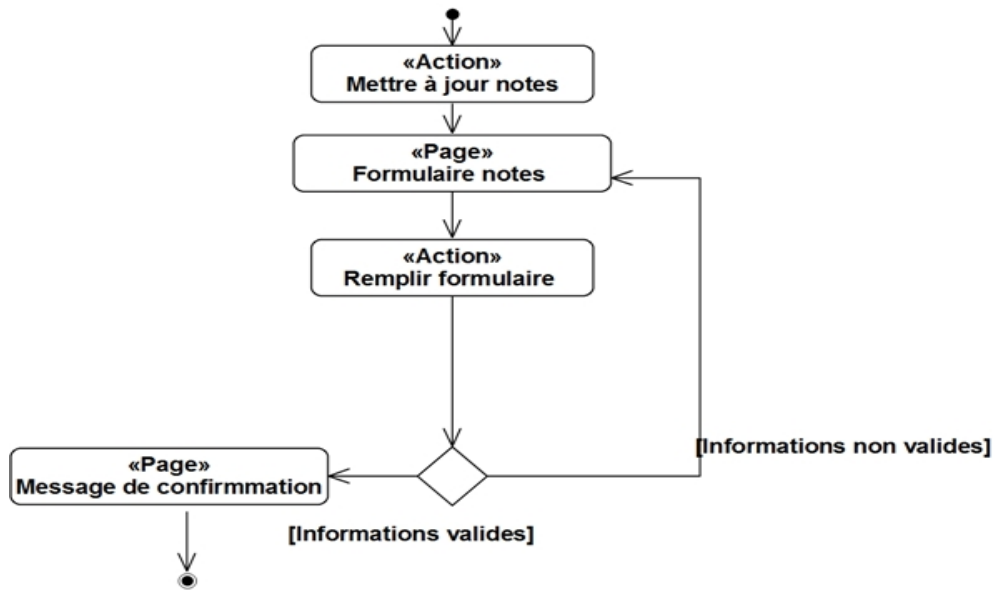 «Action»
Mettre à jour notes
«Page»
Formulaire notes
«Action»
Remplir formulaire
[Informations non valides]
«Page»
Message de confirmmation
[Informations valides]